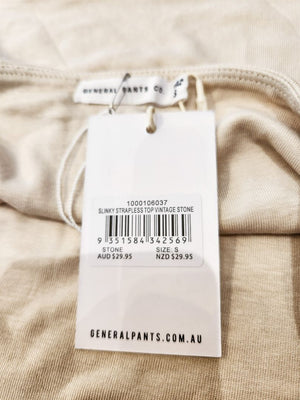 GENERAL PANTS CO
S
1000106037
SLINKY STRAPLESS TOP VINTAGE STONE
9 351584 342569
STONE SIZE: S
AUD $29.95 NZD $29.95
GENERALPANTS.COM.AU